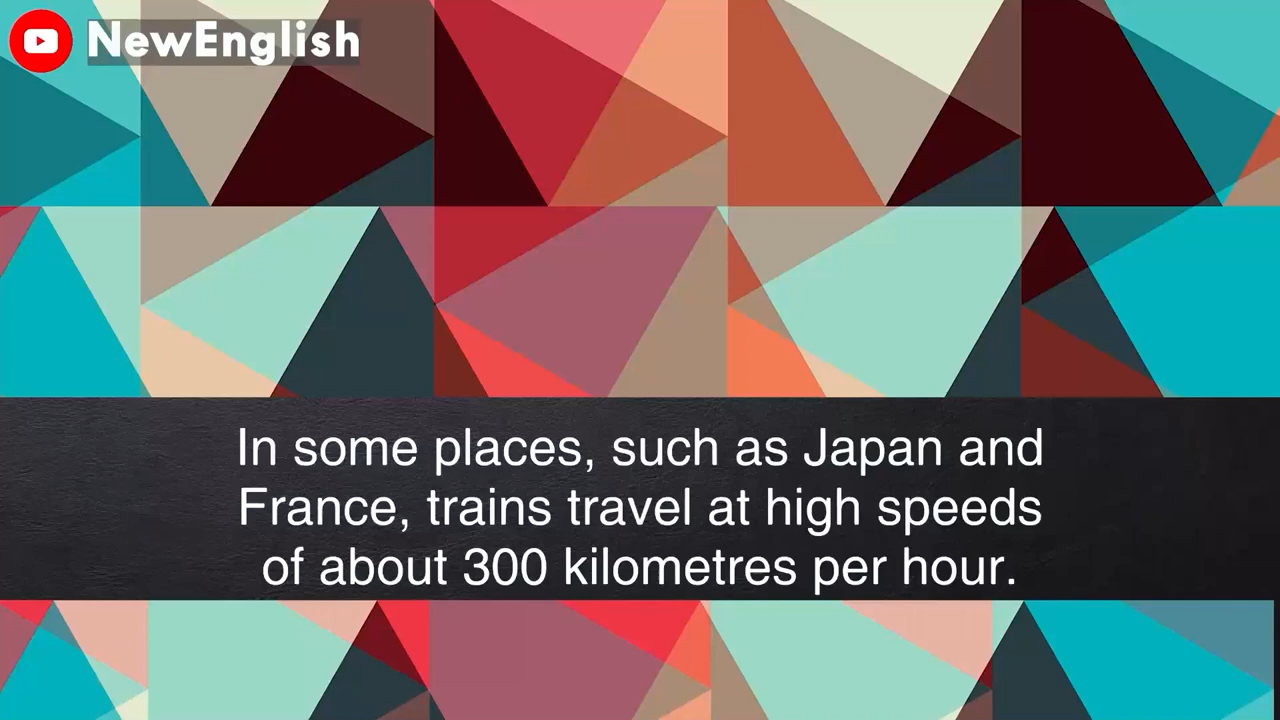 NewEnglish
In some places, such as Japan and
France, trains travel at high speeds
of about 300 kilometres per hour.